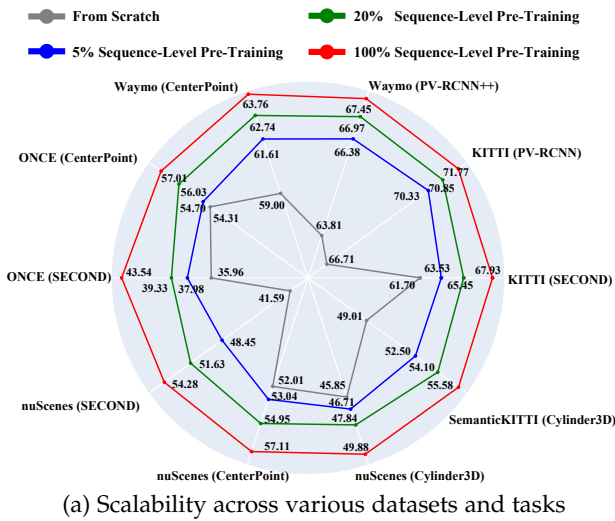 From Scratch
20% Sequence-Level Pre-Training
5% Sequence-Level Pre-Training
100% Sequence-Level Pre-Training
Waymo (CenterPoint)
Waymo (PV-RCNN++)
63.76
67.45
62.74
66.97
61.61
66.38
ONCE (CenterPoint)
KITTI (PV-RCNN)
57.01
71.77
56.03
70.85
54.70
70.33
54.31
59.00
63.81
66.71
ONCE (SECOND)
43.54
39.33
37.98
35.96
61.70
63.53
65.45
67.93
KITTI (SECOND)
41.59
49.01
48.45
52.50
51.63
54.10
54.28
55.58
nuScenes (SECOND)
SemanticKITTI (Cylinder3D)
52.01
45.85
53.04
46.71
54.95
47.84
57.11
49.88
nuScenes (CenterPoint)
nuScenes (Cylinder3D)
(a) Scalability across various datasets and tasks